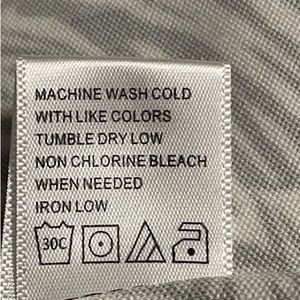 MACHINE WASH COLD
WITH LIKE COLORS
TUMBLE DRY LOW
NON CHLORINE BLEACH
WHEN NEEDED
IRON LOW
30C